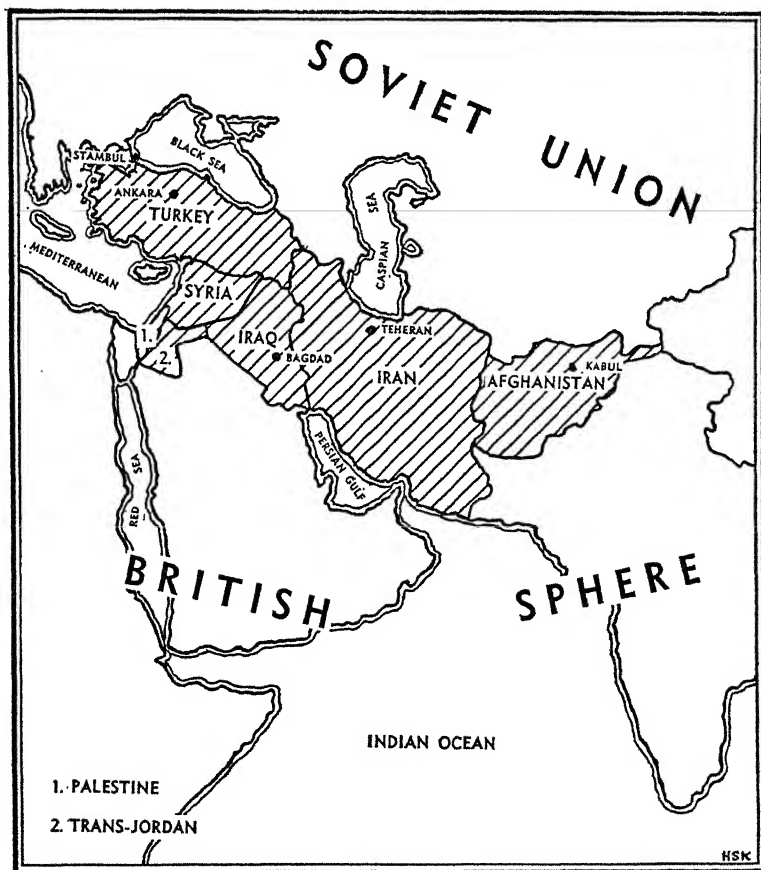 SOVIET UNION
BLACK SEA
STAMBUL
ANKARA
TURKEY
CASPIAN SEA
MEDITERRANEAN
SYRIA
1.
2.
IRAQ
BAGDAD
TEHERAN
IRAN
AFGHANISTAN
KABUL
PERSIAN GULF
RED SEA
BRITISH SPHERE
INDIAN OCEAN
1. PALESTINE
2. TRANS-JORDAN
HSK